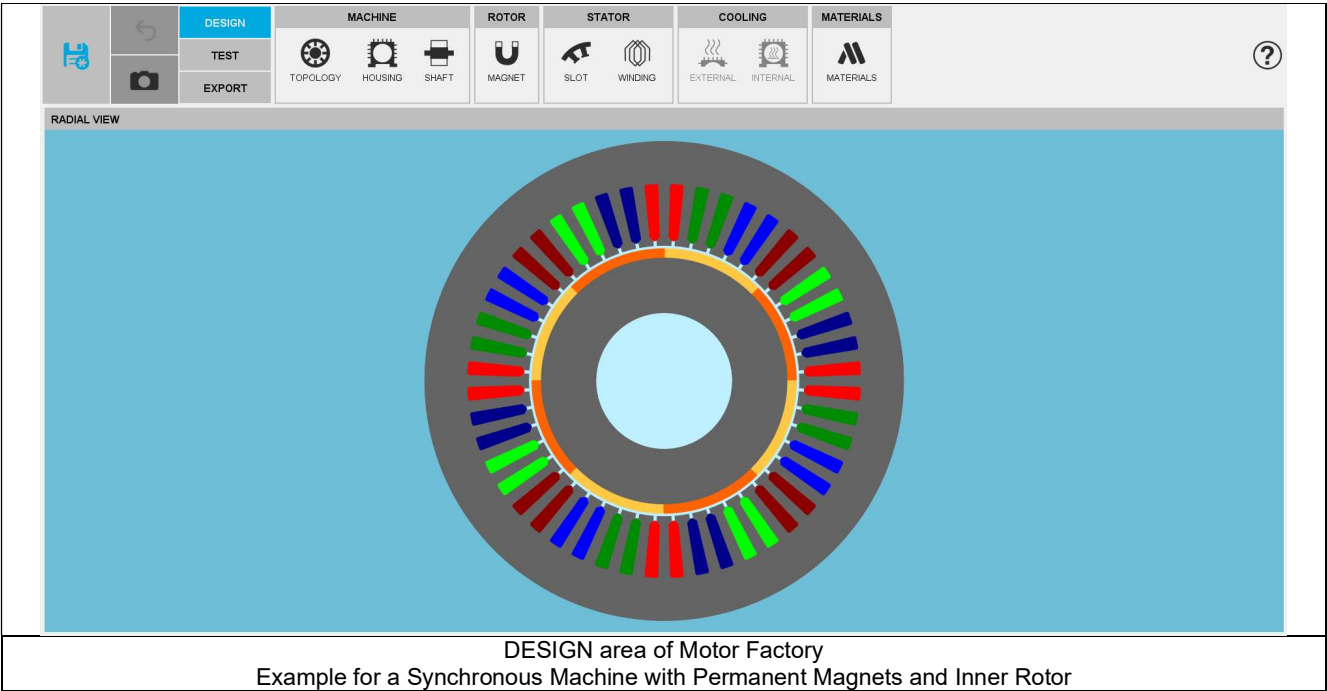 DESIGN
TEST
EXPORT
MACHINE
TOPOLOGY HOUSING SHAFT
ROTOR
MAGNET
STATOR
SLOT WINDING
COOLING
EXTERNAL INTERNAL
MATERIALS
MATERIALS
?
RADIAL VIEW
DESIGN area of Motor Factory
Example for a Synchronous Machine with Permanent Magnets and Inner Rotor